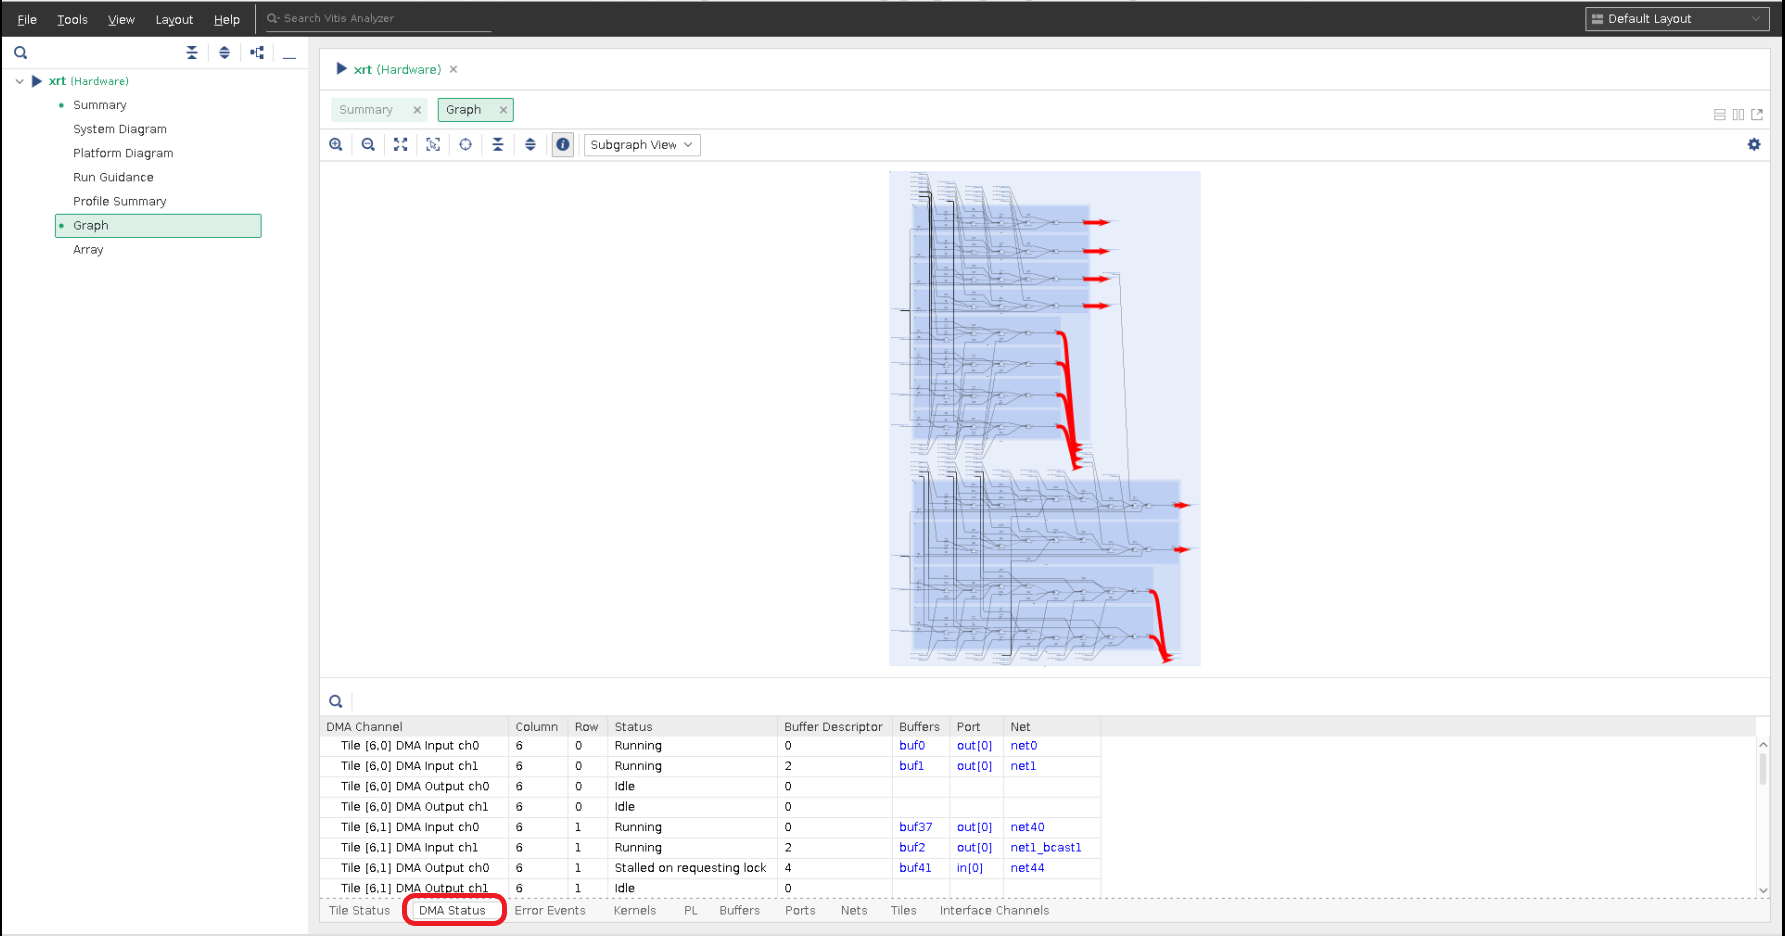 File Tools View Layout Help Search Vitis Analyzer Default Layout
xrt (Hardware)
Summary
System Diagram
Platform Diagram
Run Guidance
Profile Summary
Graph
Array
xrt (Hardware)
Summary Graph
Subgraph View
DMA Channel Column Row Status Buffer Descriptor Buffers Port Net
Tile [6,0] DMA Input ch0 6 0 Running 0 buf0 out[0] net0
Tile [6,0] DMA Input ch1 6 0 Running 2 buf1 out[0] net1
Tile [6,0] DMA Output ch0 6 0 Idle 0
Tile [6,0] DMA Output ch1 6 0 Idle 0
Tile [6,1] DMA Input ch0 6 1 Running 0 buf37 out[0] net40
Tile [6,1] DMA Input ch1 6 1 Running 2 buf2 out[0] net1_bcast1
Tile [6,1] DMA Output ch0 6 1 Stalled on requesting lock 4 buf41 in[0] net44
Tile [6,1] DMA Output ch1 6 1 Idle 0
Tile Status DMA Status Error Events Kernels PL Buffers Ports Nets Tiles Interface Channels